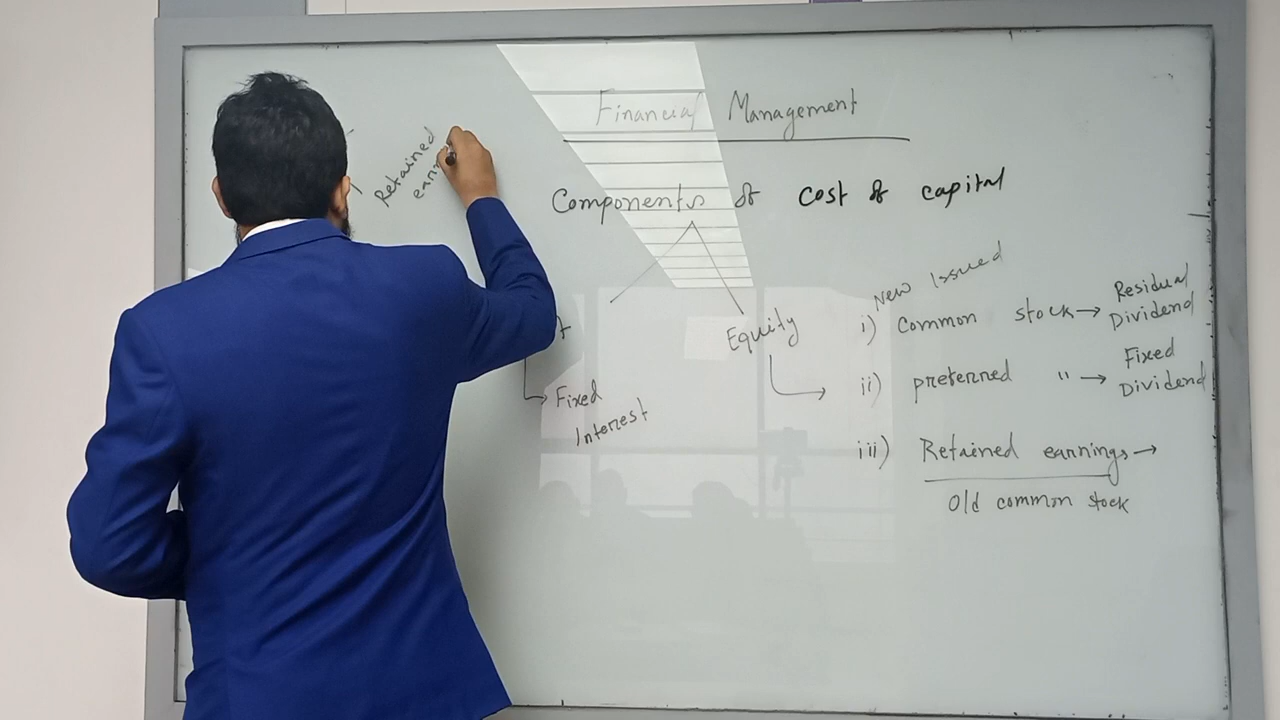 Financial Management
Components of cost of capital
Retained
New Issued
i) Common stock → Residual
Dividend
Equity
ii) preferred " → Fixed
Dividend
Fixed
Interest
iii) Retained earnings →
Old common stock